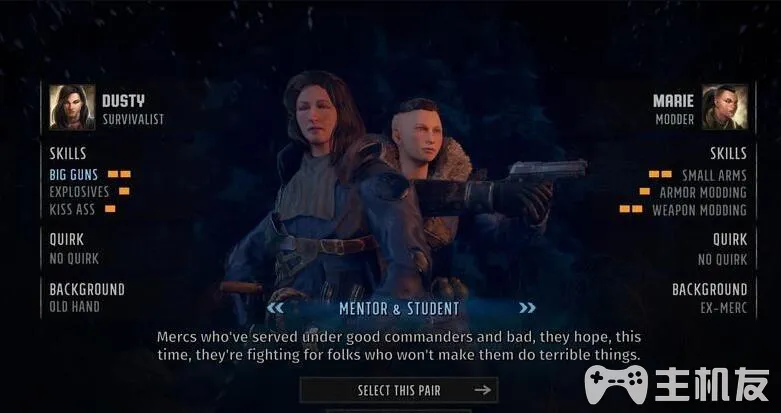 DUSTY
SURVIVALIST
SKILLS
BIG GUNS
EXPLOSIVES
KISS ASS
QUIRK
NO QUIRK
BACKGROUND
OLD HAND
MARIE
MODDER
SKILLS
SMALL ARMS
ARMOR MODDING
WEAPON MODDING
QUIRK
NO QUIRK
BACKGROUND
EX-MERC
MENTOR & STUDENT
Mercs who've served under good commanders and bad, they hope, this
time, they're fighting for folks who won't make them do terrible things.
SELECT THIS PAIR
主机友